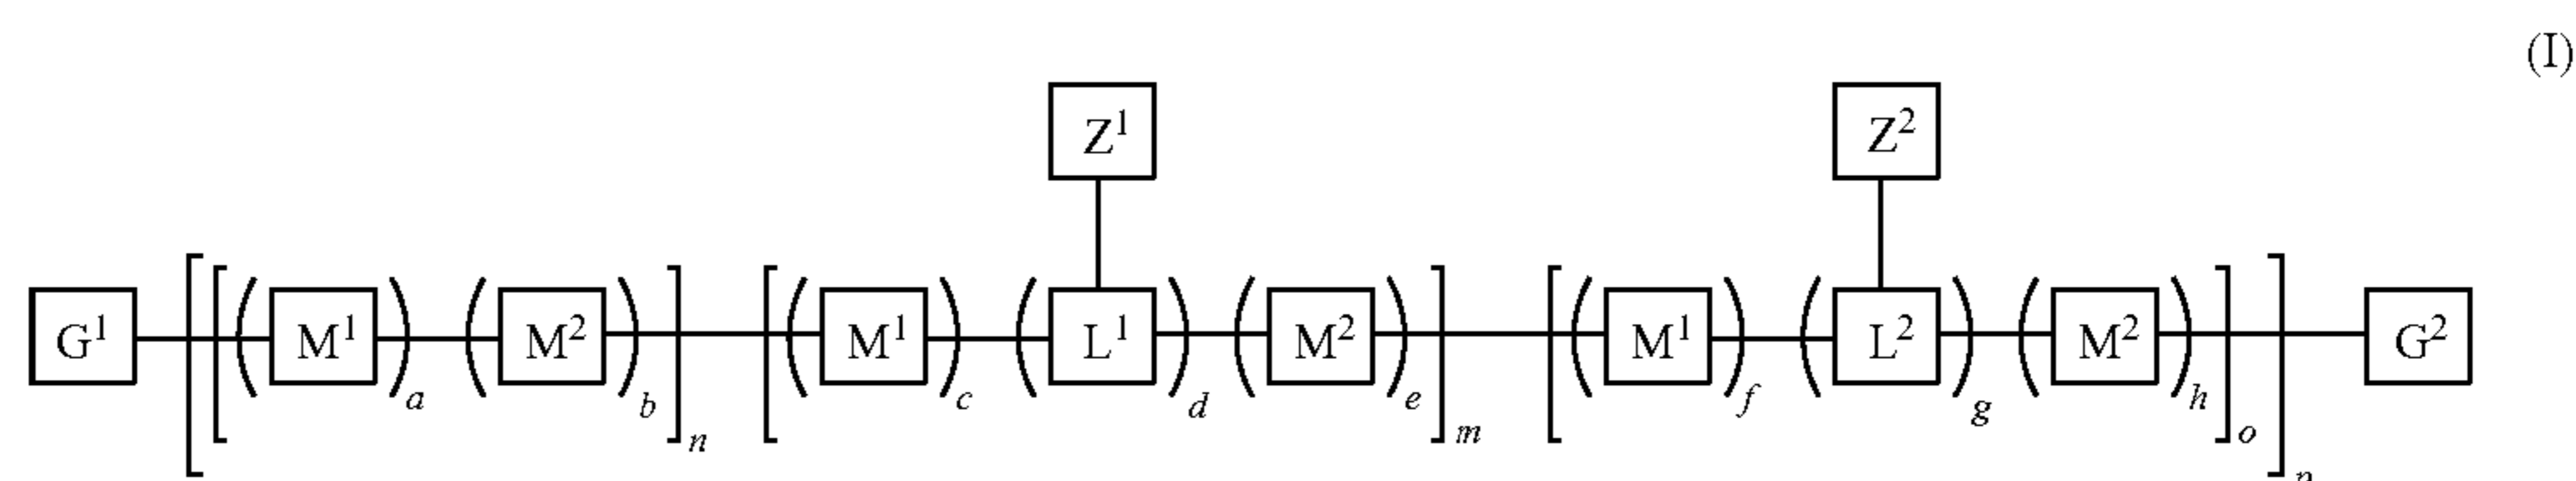 (I)
Z¹ Z²
G¹ [ [ ( M¹ )a ( M² )b ]n [ ( M¹ )c ( L¹ )d ( M² )e ]m [ ( M¹ )f ( L² )g ( M² )h ]o ] G²